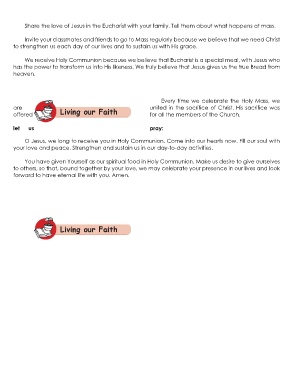 Share the love of Jesus in the Eucharist with your family. Tell them about what happens at mass.
Invite your classmates and friends to go to Mass regularly because we believe that we need Christ
to strengthen us each day of our lives and to sustain us with His grace.
We receive Holy Communion because we believe that Eucharist is a special meal, with Jesus who
has the power to transform us into His likeness. We truly believe that Jesus gives us the true Bread from
heaven.
Every time we celebrate the Holy Mass, we
are united in the sacrifice of Christ. His sacrifice was
offered for all the members of the Church.
Living our Faith
let us pray:
O Jesus, we long to receive you in Holy Communion. Come into our hearts now. Fill our soul with
your love and peace. Strengthen and sustain us in our day-to-day activities.
You have given Yourself as our spiritual food in Holy Communion. Make us desire to give ourselves
to others, so that, bound together by your love, we may celebrate your presence in our lives and look
forward to have eternal life with you. Amen.
Living our Faith